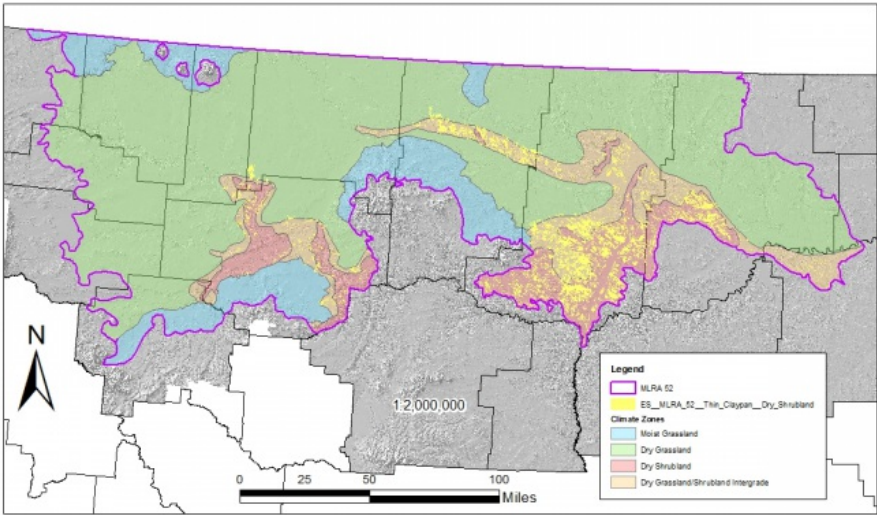 N
1:2,000,000
0 25 50 100
Miles
Legend
MLRA 52
ES__MLRA_52__Thin_Claypan__Dry_Shrubland
Climate Zones
Moist Grassland
Dry Grassland
Dry Shrubland
Dry Grassland/Shrubland Intergrade